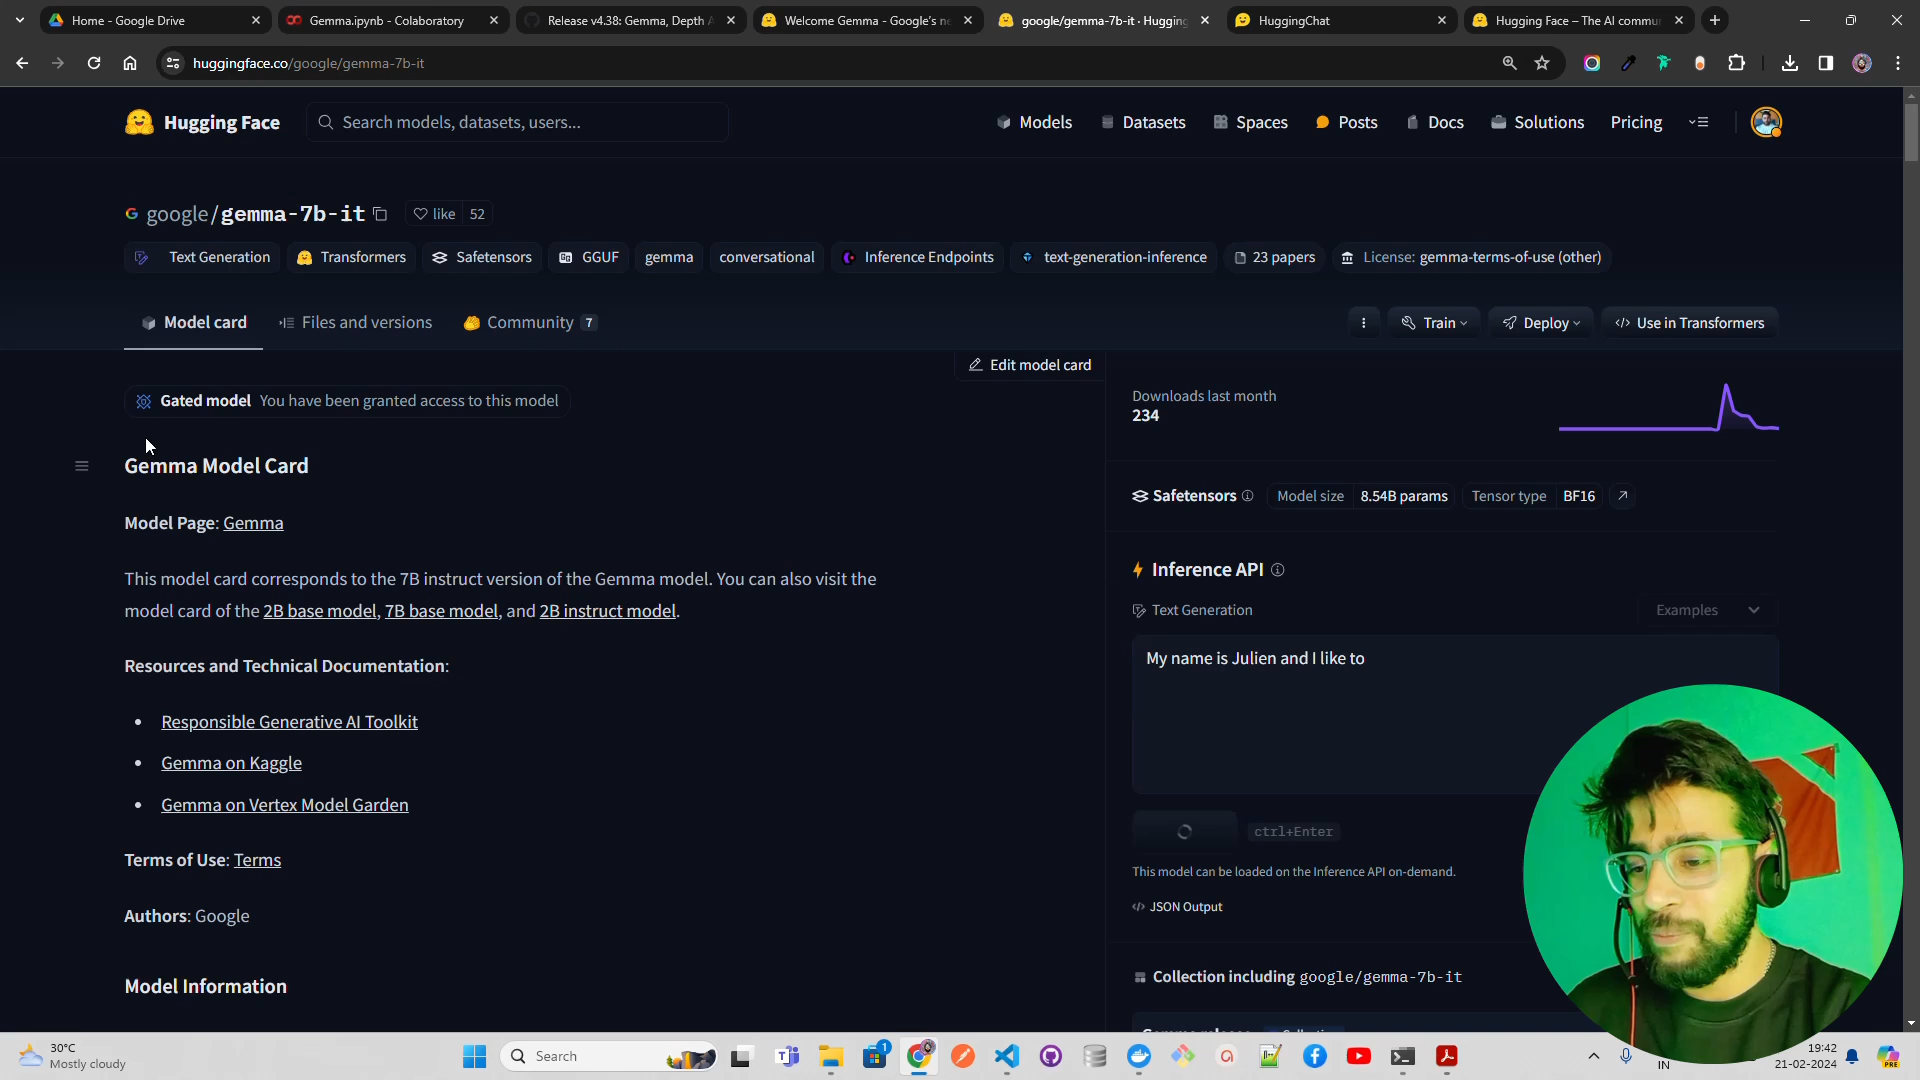 Home - Google Drive
Gemma.ipynb - Colaboratory
Release v4.38: Gemma, Depth A
Welcome Gemma - Google's ne
google/gemma-7b-it · Hugging
HuggingChat
Hugging Face – The AI commu
huggingface.co/google/gemma-7b-it
Hugging Face
Search models, datasets, users...
Models
Datasets
Spaces
Posts
Docs
Solutions
Pricing
google/gemma-7b-it
like 52
Text Generation
Transformers
Safetensors
GGUF
gemma
conversational
Inference Endpoints
text-generation-inference
23 papers
License: gemma-terms-of-use (other)
Model card
Files and versions
Community 7
Train
Deploy
Use in Transformers
Edit model card
Gated model You have been granted access to this model
Gemma Model Card
Model Page: Gemma
This model card corresponds to the 7B instruct version of the Gemma model. You can also visit the
model card of the 2B base model, 7B base model, and 2B instruct model.
Resources and Technical Documentation:
• Responsible Generative AI Toolkit
• Gemma on Kaggle
• Gemma on Vertex Model Garden
Terms of Use: Terms
Authors: Google
Model Information
Downloads last month
234
Safetensors
Model size 8.54B params
Tensor type BF16
Inference API
Text Generation
Examples
My name is Julien and I like to
ctrl+Enter
This model can be loaded on the Inference API on-demand.
JSON Output
Collection including google/gemma-7b-it
30°C
Mostly cloudy
Search
1
IN
19:42
21-02-2024
PRE